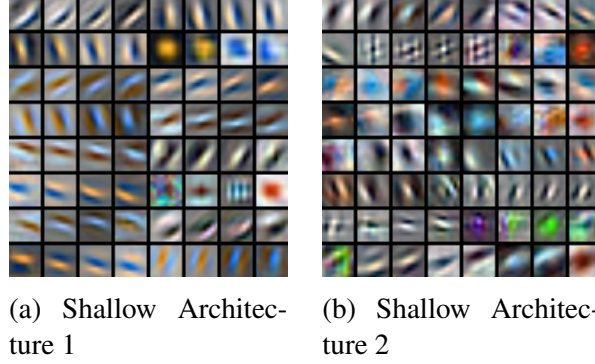 (a) Shallow Architec-
ture 1
(b) Shallow Architec-
ture 2